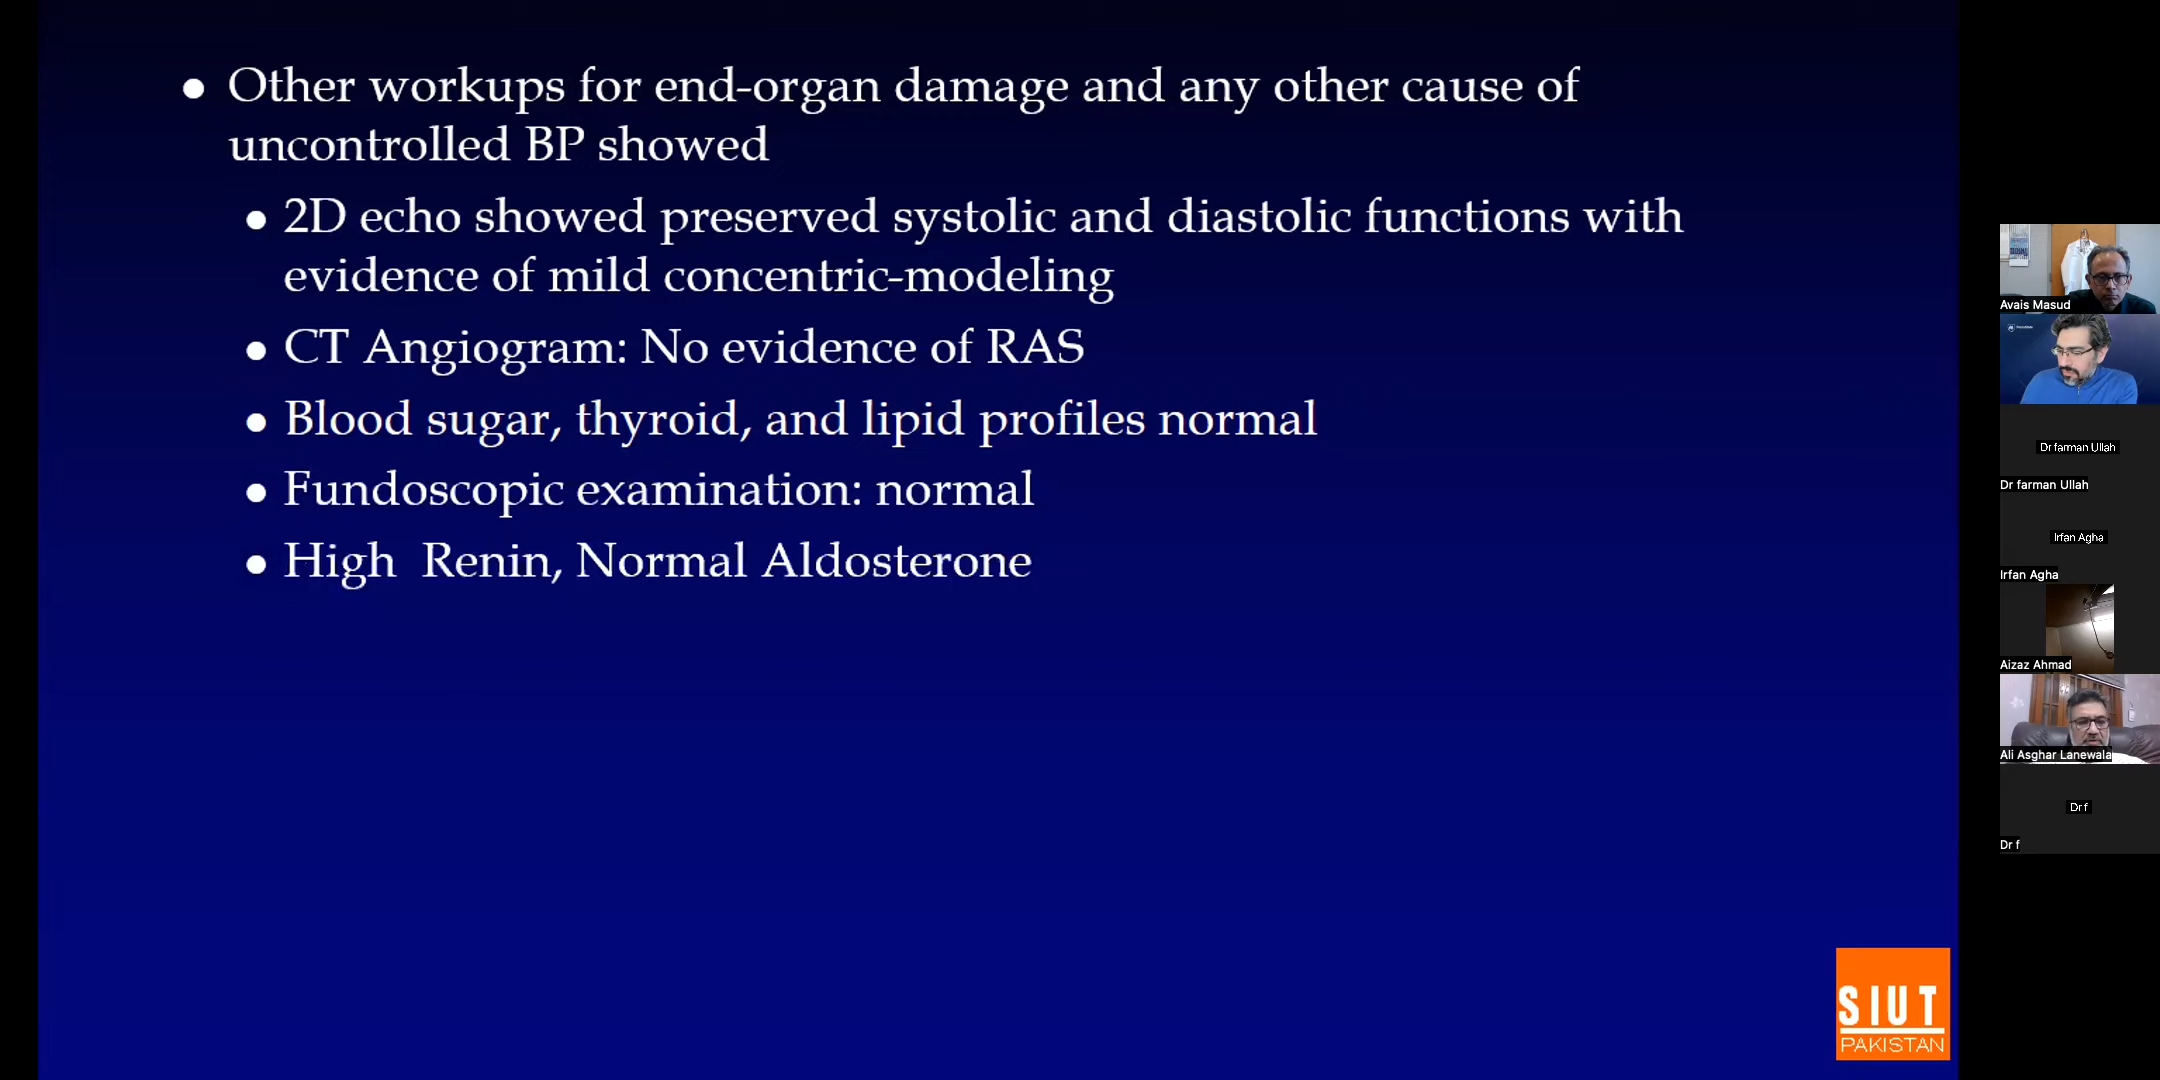 Other workups for end-organ damage and any other cause of
uncontrolled BP showed
2D echo showed preserved systolic and diastolic functions with
evidence of mild concentric-modeling
CT Angiogram: No evidence of RAS
Blood sugar, thyroid, and lipid profiles normal
Fundoscopic examination: normal
High Renin, Normal Aldosterone
Avais Masud
Dr farman Ullah
Dr farman Ullah
Irfan Agha
Irfan Agha
Aizaz Ahmad
Ali Asghar Lanewala
Dr f
Dr f
SIUT
PAKISTAN